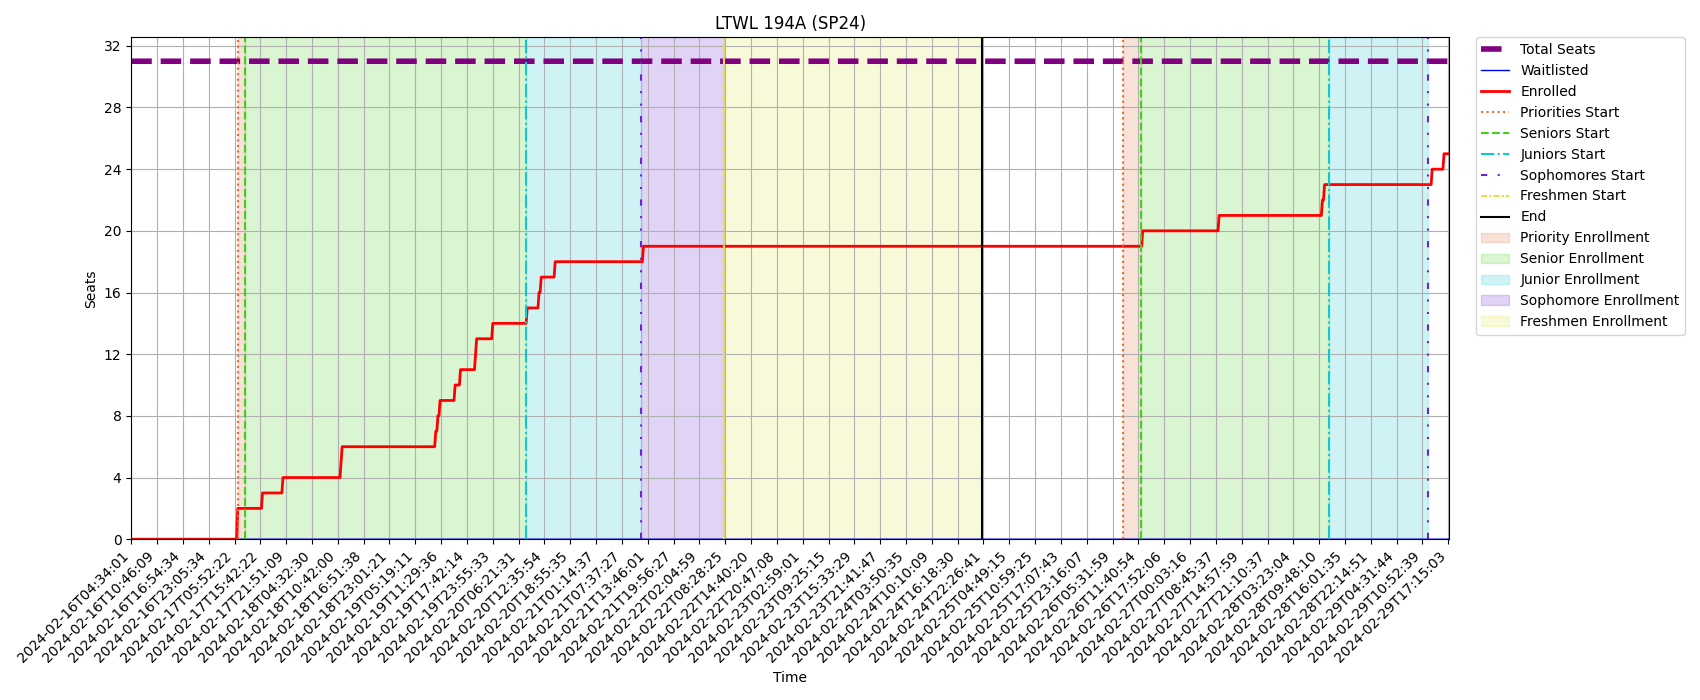 LTWL 194A (SP24)
32
28
24
20
16
12
8
4
0
Seats
2024-02-16T04:34:01
2024-02-16T10:46:09
2024-02-16T16:54:34
2024-02-16T23:05:34
2024-02-17T05:52:22
2024-02-17T15:42:22
2024-02-17T21:51:09
2024-02-18T04:32:30
2024-02-18T10:42:00
2024-02-18T16:51:38
2024-02-18T23:01:21
2024-02-19T05:19:11
2024-02-19T11:29:36
2024-02-19T17:42:14
2024-02-19T23:55:33
2024-02-20T06:21:31
2024-02-20T12:35:54
2024-02-20T18:55:35
2024-02-21T01:14:37
2024-02-21T07:37:27
2024-02-21T13:46:01
2024-02-21T19:56:27
2024-02-22T02:04:59
2024-02-22T08:28:25
2024-02-22T14:40:20
2024-02-22T20:47:08
2024-02-23T02:59:01
2024-02-23T09:25:15
2024-02-23T15:33:29
2024-02-23T21:41:47
2024-02-24T03:50:35
2024-02-24T10:10:09
2024-02-24T16:18:30
2024-02-24T22:26:41
2024-02-25T04:49:15
2024-02-25T10:59:25
2024-02-25T17:07:43
2024-02-25T23:16:07
2024-02-26T05:31:59
2024-02-26T11:40:54
2024-02-26T17:52:06
2024-02-27T00:03:16
2024-02-27T08:45:37
2024-02-27T14:57:59
2024-02-27T21:10:37
2024-02-28T03:23:04
2024-02-28T09:48:10
2024-02-28T16:01:35
2024-02-28T22:14:51
2024-02-29T04:31:44
2024-02-29T10:52:39
2024-02-29T17:15:03
Time
Total Seats
Waitlisted
Enrolled
Priorities Start
Seniors Start
Juniors Start
Sophomores Start
Freshmen Start
End
Priority Enrollment
Senior Enrollment
Junior Enrollment
Sophomore Enrollment
Freshmen Enrollment